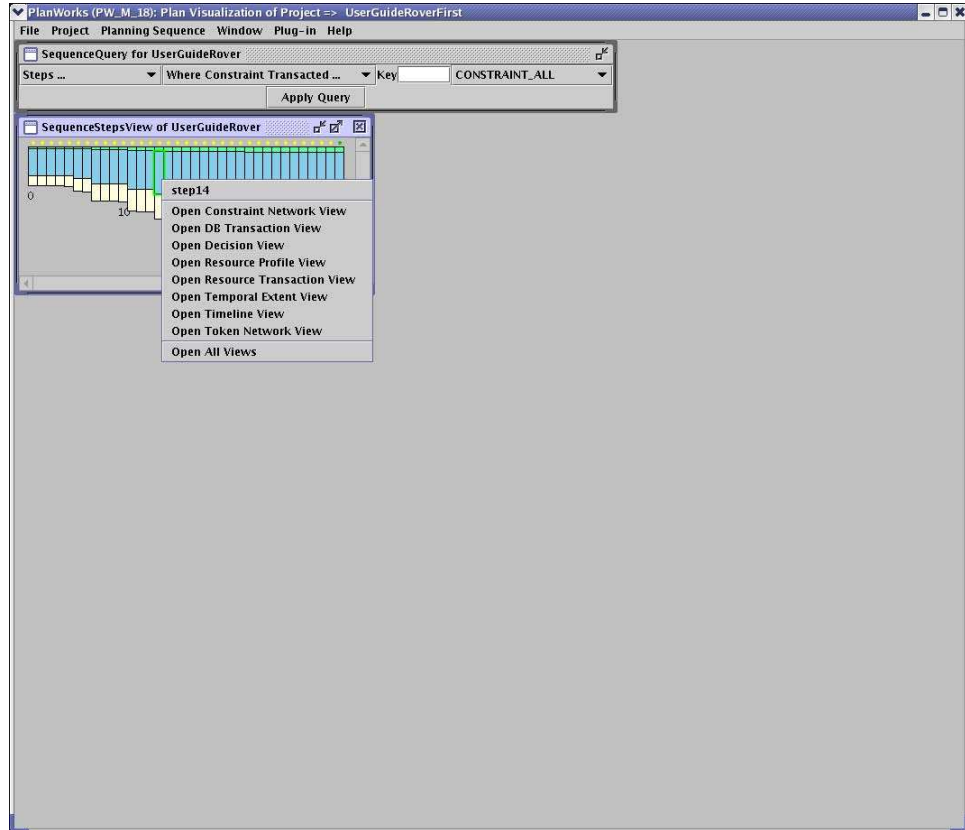 PlanWorks (PW_M_18): Plan Visualization of Project => UserGuideRoverFirst
File Project Planning Sequence Window Plug-in Help
SequenceQuery for UserGuideRover
Steps ... Where Constraint Transacted ... Key CONSTRAINT_ALL
Apply Query
SequenceStepsView of UserGuideRover
0
10
step14
Open Constraint Network View
Open DB Transaction View
Open Decision View
Open Resource Profile View
Open Resource Transaction View
Open Temporal Extent View
Open Timeline View
Open Token Network View
Open All Views